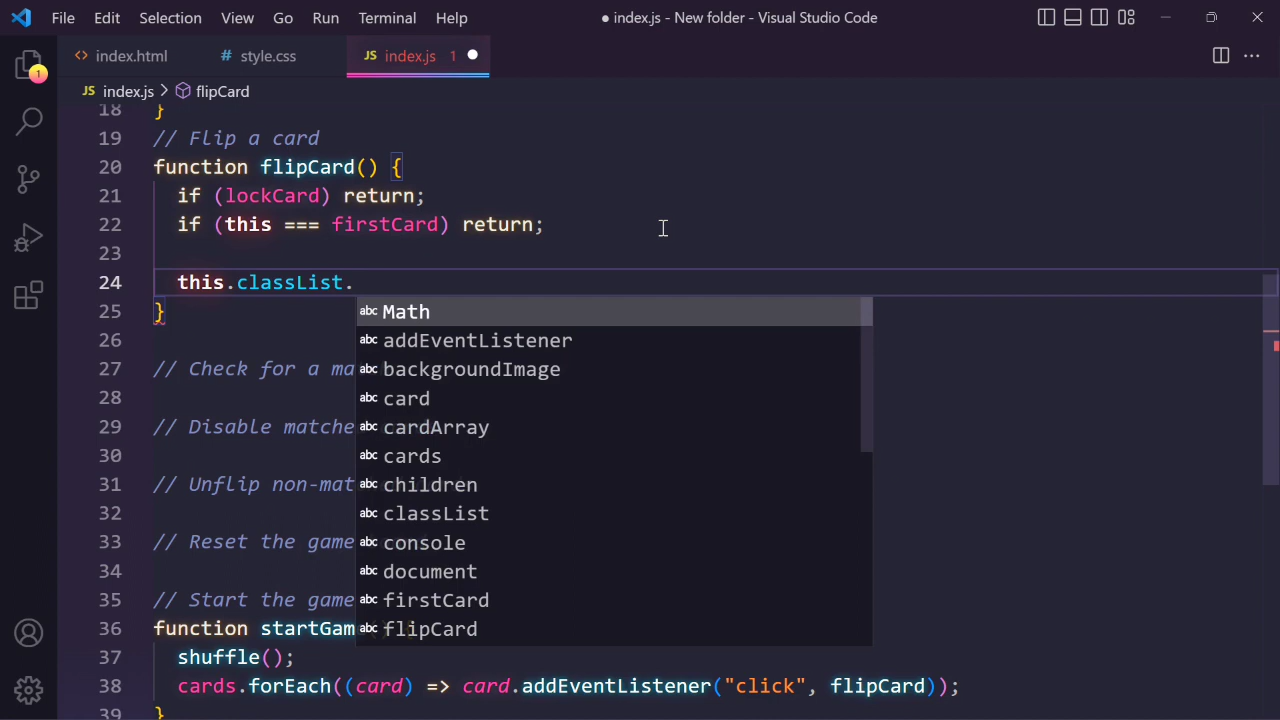 File Edit Selection View Go Run Terminal Help ● index.js - New folder - Visual Studio Code
<> index.html # style.css JS index.js 1 ●
JS index.js > flipCard
1
18 }
19 // Flip a card
20 function flipCard() {
21 if (lockCard) return;
22 if (this === firstCard) return;
23
24 this.classList.
25 }
26
27 // Check for a ma
28
29 // Disable matche
30
31 // Unflip non-mat
32
33 // Reset the game
34
35 // Start the game
36 function startGam
37 shuffle();
38 cards.forEach((card) => card.addEventListener("click", flipCard));
39 }
abc Math
abc addEventListener
abc backgroundImage
abc card
abc cardArray
abc cards
abc children
abc classList
abc console
abc document
abc firstCard
abc flipCard